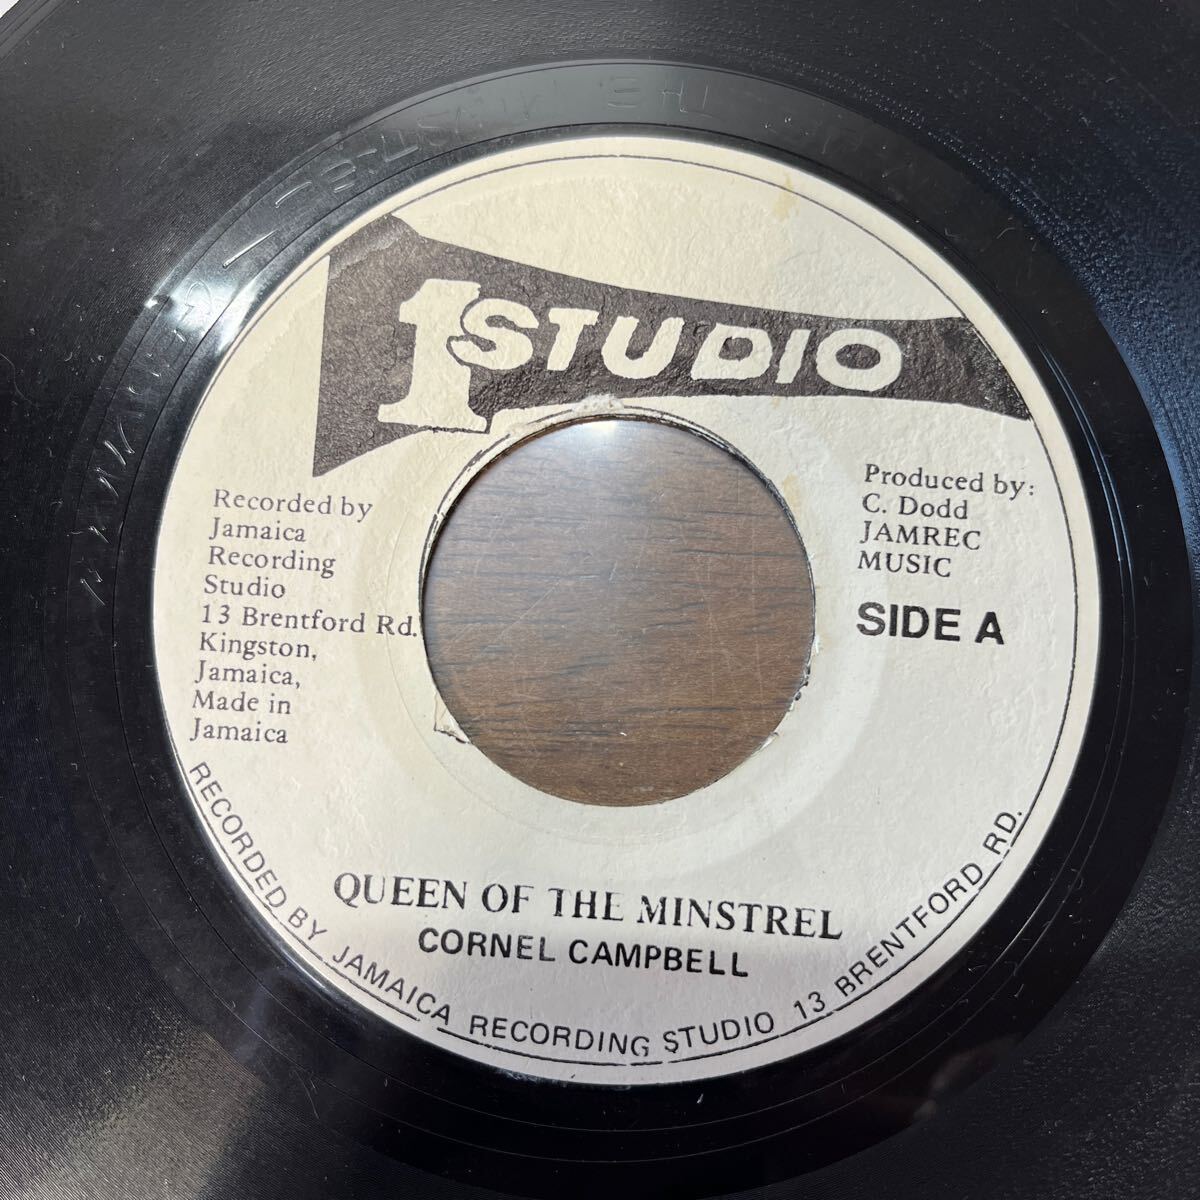 1 STUDIO
Recorded by
Jamaica
Recording
Studio
13 Brentford Rd.
Kingston,
Jamaica,
Made in
Jamaica
Produced by:
C. Dodd
JAMREC
MUSIC
SIDE A
QUEEN OF THE MINSTREL
CORNEL CAMPBELL
RECORDED BY JAMAICA RECORDING STUDIO 13 BRENTFORD RD.